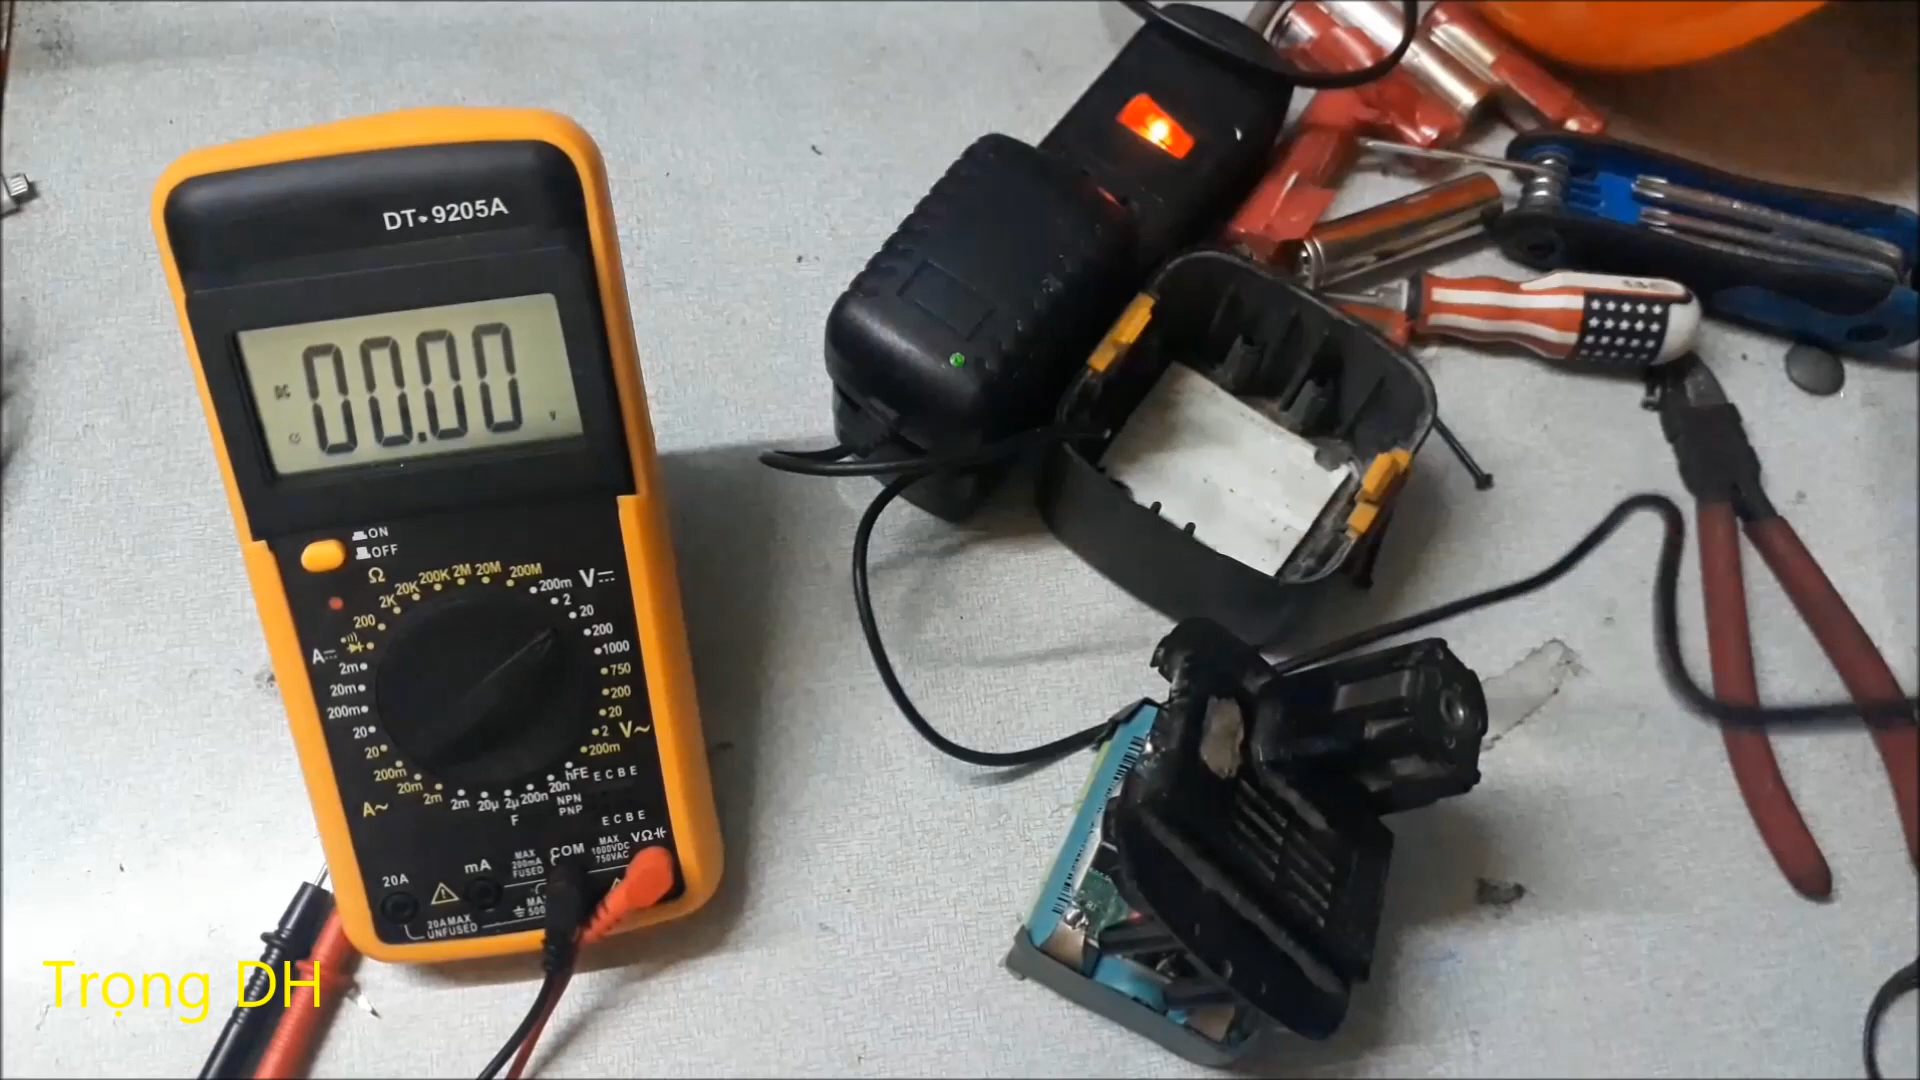 DT-9205A
DC
00.00
V
ON
OFF
Ω
200
2K
20K
200K
2M
20M
200M
200m
V
2
20
200
1000
750
200
20
2
V~
200m
A
2m
20m
200m
20
20
200m
20m
2m
A~
2m
20µ
2µ
200n
20n
F
hFE
NPN
PNP
E C B E
E C B E
20A
mA
MAX
200mA
FUSED
COM
MAX
1000VDC
750VAC
VΩ
20A MAX
UNFUSED
Trọng DH